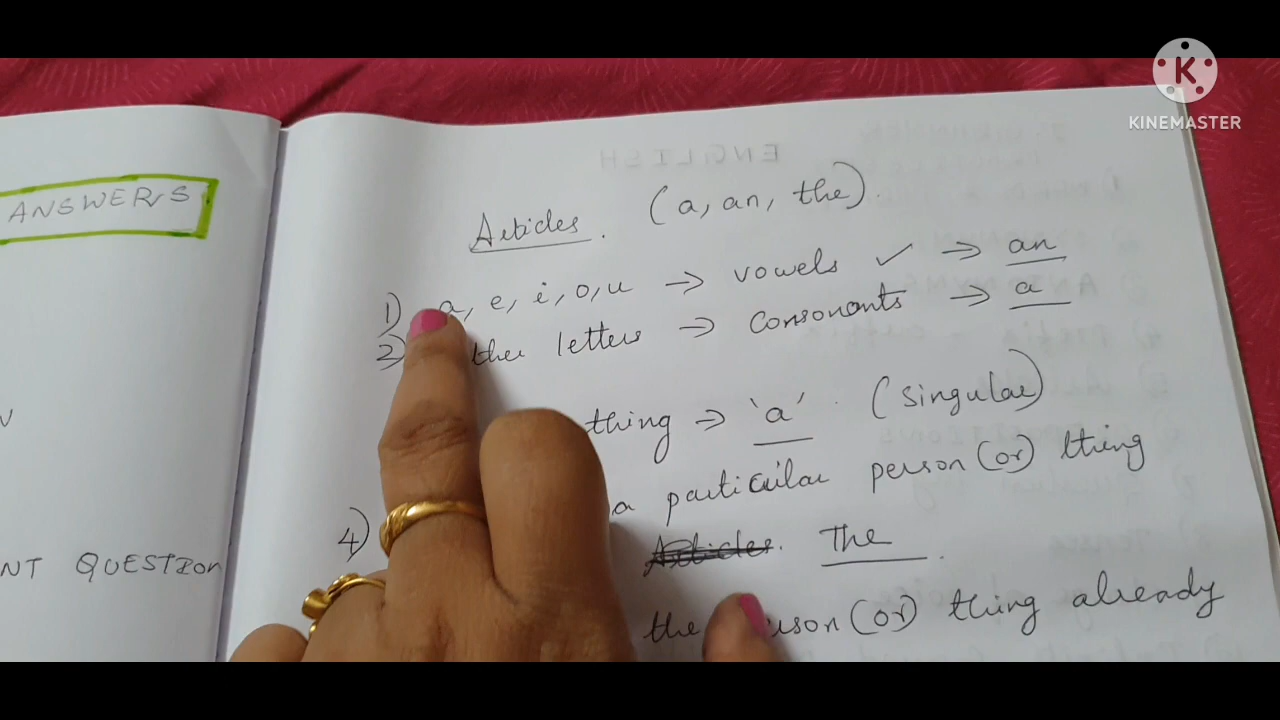 KINEMASTER
ANSWERS
NT QUESTION
ENGLISH
Articles. (a, an, the).
1) a, e, i, o, u → vowels ✓ → an
2) letters → consonants → a
thing → 'a'. (singular)
a particular person (or) thing
4) Articles. The.
the person (or) thing already